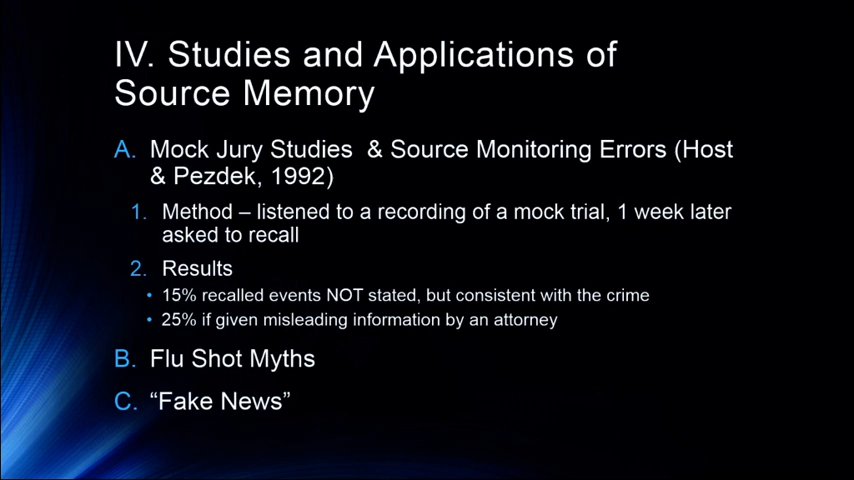 IV. Studies and Applications of
Source Memory
A. Mock Jury Studies & Source Monitoring Errors (Host
& Pezdek, 1992)
1. Method – listened to a recording of a mock trial, 1 week later
asked to recall
2. Results
• 15% recalled events NOT stated, but consistent with the crime
• 25% if given misleading information by an attorney
B. Flu Shot Myths
C. “Fake News”